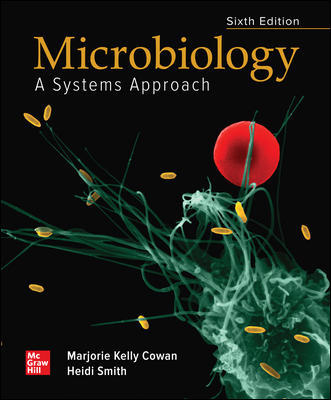 Sixth Edition
Microbiology
A Systems Approach
Mc
Graw
Hill
Marjorie Kelly Cowan
Heidi Smith